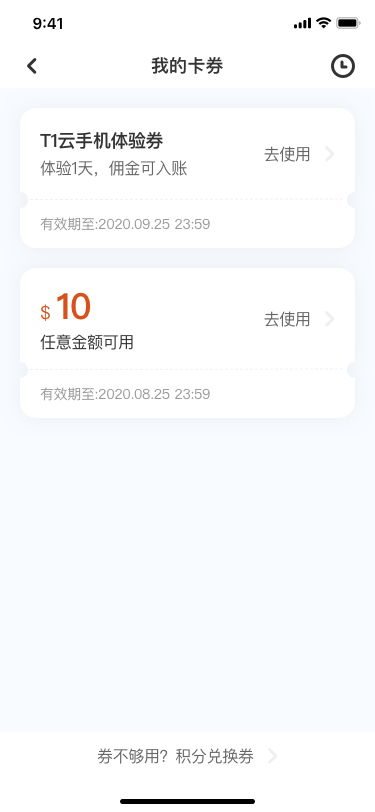 9:41
我的卡券
T1云手机体验券
体验1天，佣金可入账
去使用
有效期至:2020.09.25 23:59
$ 10
任意金额可用
去使用
有效期至:2020.08.25 23:59
券不够用？积分兑换券